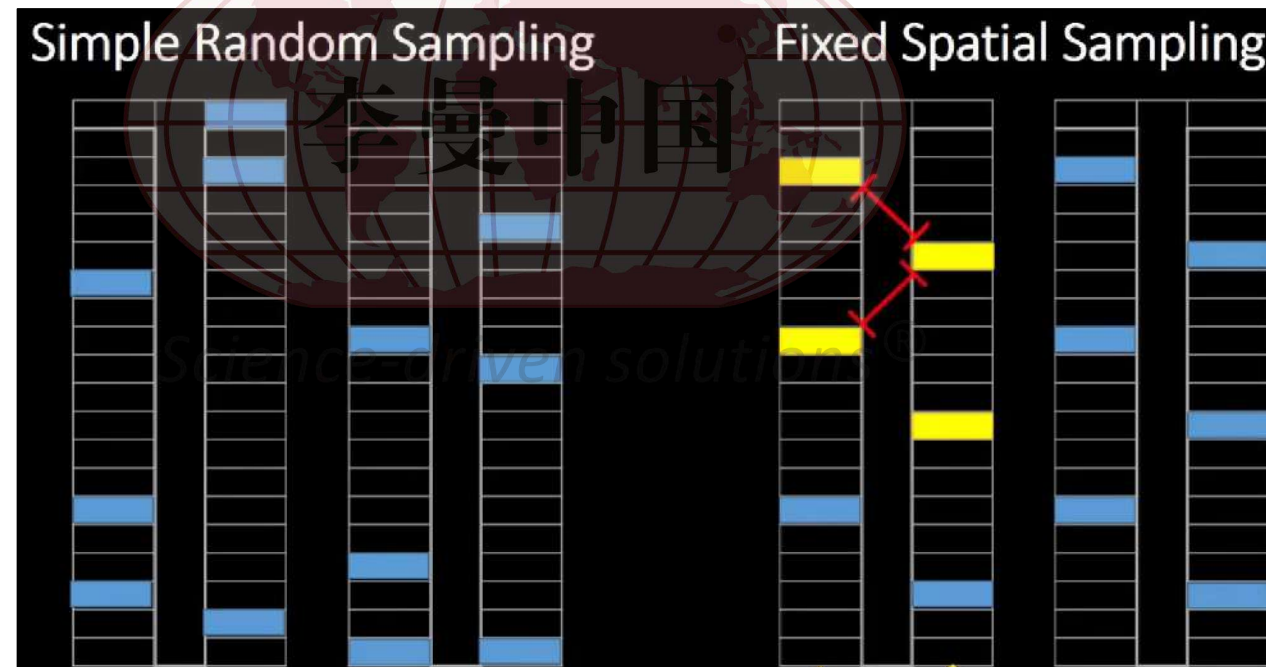 Simple Random Sampling
Fixed Spatial Sampling
李曼中国
Science-driven solutions®